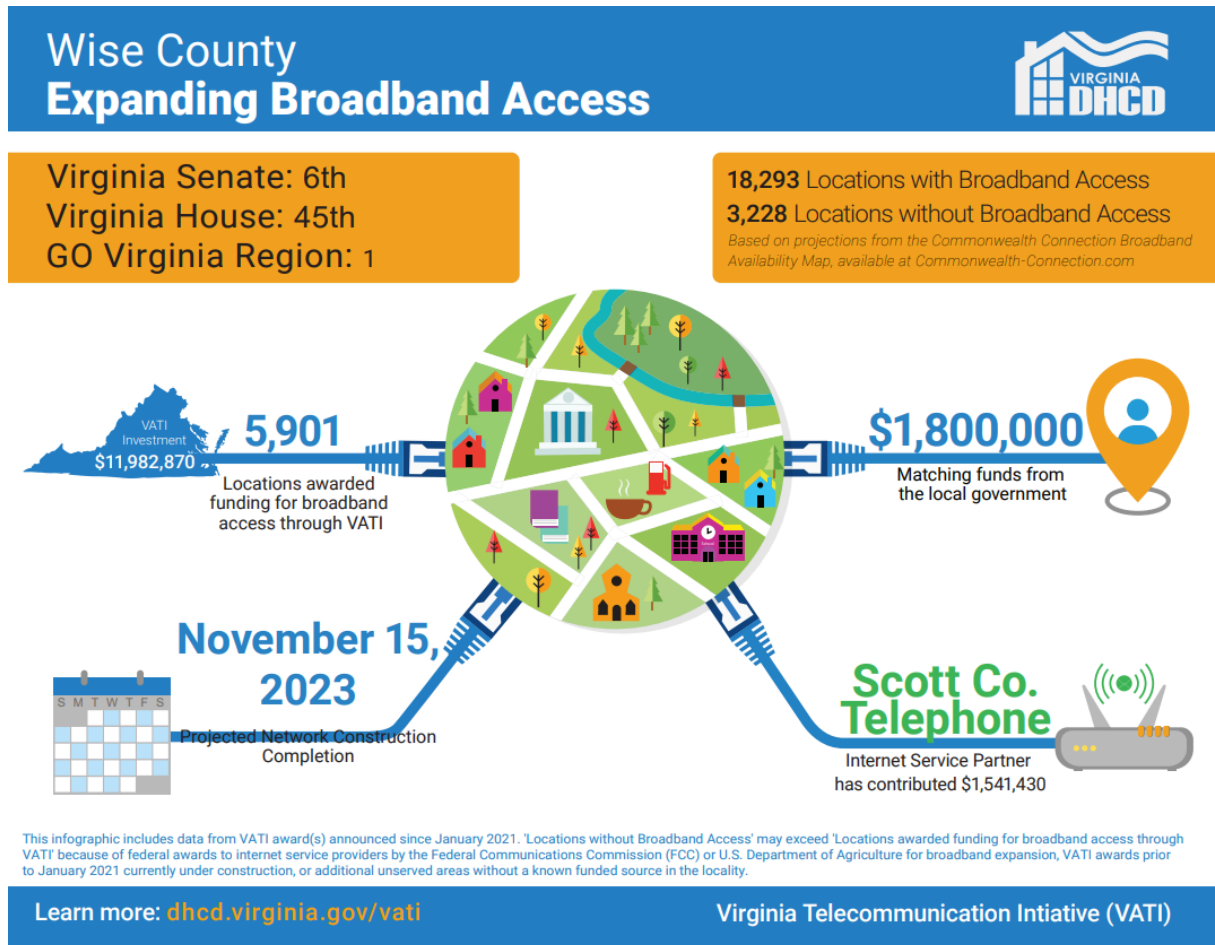 Wise County
Expanding Broadband Access
VIRGINIA
DHCD
Virginia Senate: 6th
Virginia House: 45th
GO Virginia Region: 1
18,293 Locations with Broadband Access
3,228 Locations without Broadband Access
Based on projections from the Commonwealth Connection Broadband
Availability Map, available at Commonwealth-Connection.com
VATI
Investment
$11,982,870
5,901
Locations awarded
funding for broadband
access through VATI
$1,800,000
Matching funds from
the local government
School
November 15,
2023
Projected Network Construction
Completion
S M T W T F S
Scott Co.
Telephone
Internet Service Partner
has contributed $1,541,430
This infographic includes data from VATI award(s) announced since January 2021. 'Locations without Broadband Access' may exceed 'Locations awarded funding for broadband access through
VATI' because of federal awards to internet service providers by the Federal Communications Commission (FCC) or U.S. Department of Agriculture for broadband expansion, VATI awards prior
to January 2021 currently under construction, or additional unserved areas without a known funded source in the locality.
Learn more: dhcd.virginia.gov/vati
Virginia Telecommunication Intiative (VATI)